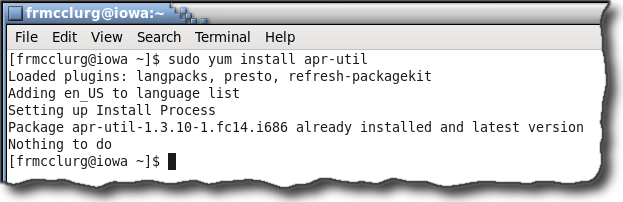 frmcclurg@iowa:~
File Edit View Search Terminal Help
[frmcclurg@iowa ~]$ sudo yum install apr-util
Loaded plugins: langpacks, presto, refresh-packagekit
Adding en_US to language list
Setting up Install Process
Package apr-util-1.3.10-1.fc14.i686 already installed and latest version
Nothing to do
[frmcclurg@iowa ~]$